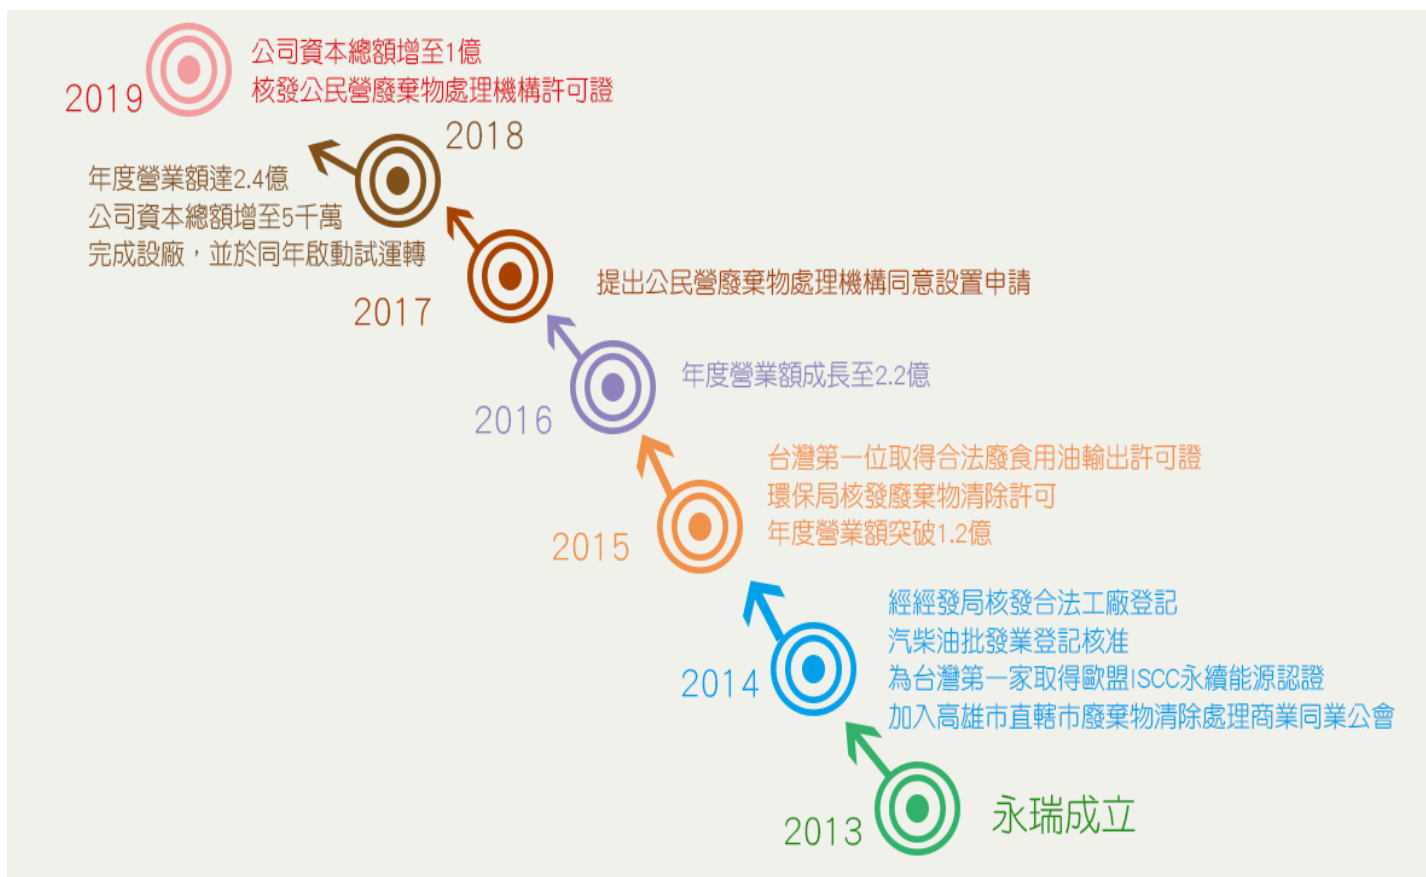 2019
公司資本總額增至1億
核發公民營廢棄物處理機構許可證
2018
年度營業額達2.4億
公司資本總額增至5千萬
完成設廠，並於同年啟動試運轉
2017
提出公民營廢棄物處理機構同意設置申請
2016
年度營業額成長至2.2億
2015
台灣第一位取得合法廢食用油輸出許可證
環保局核發廢棄物清除許可
年度營業額突破1.2億
2014
經經發局核發合法工廠登記
汽柴油批發業登記核准
為台灣第一家取得歐盟ISCC永續能源認證
加入高雄市直轄市廢棄物清除處理商業同業公會
2013
永瑞成立